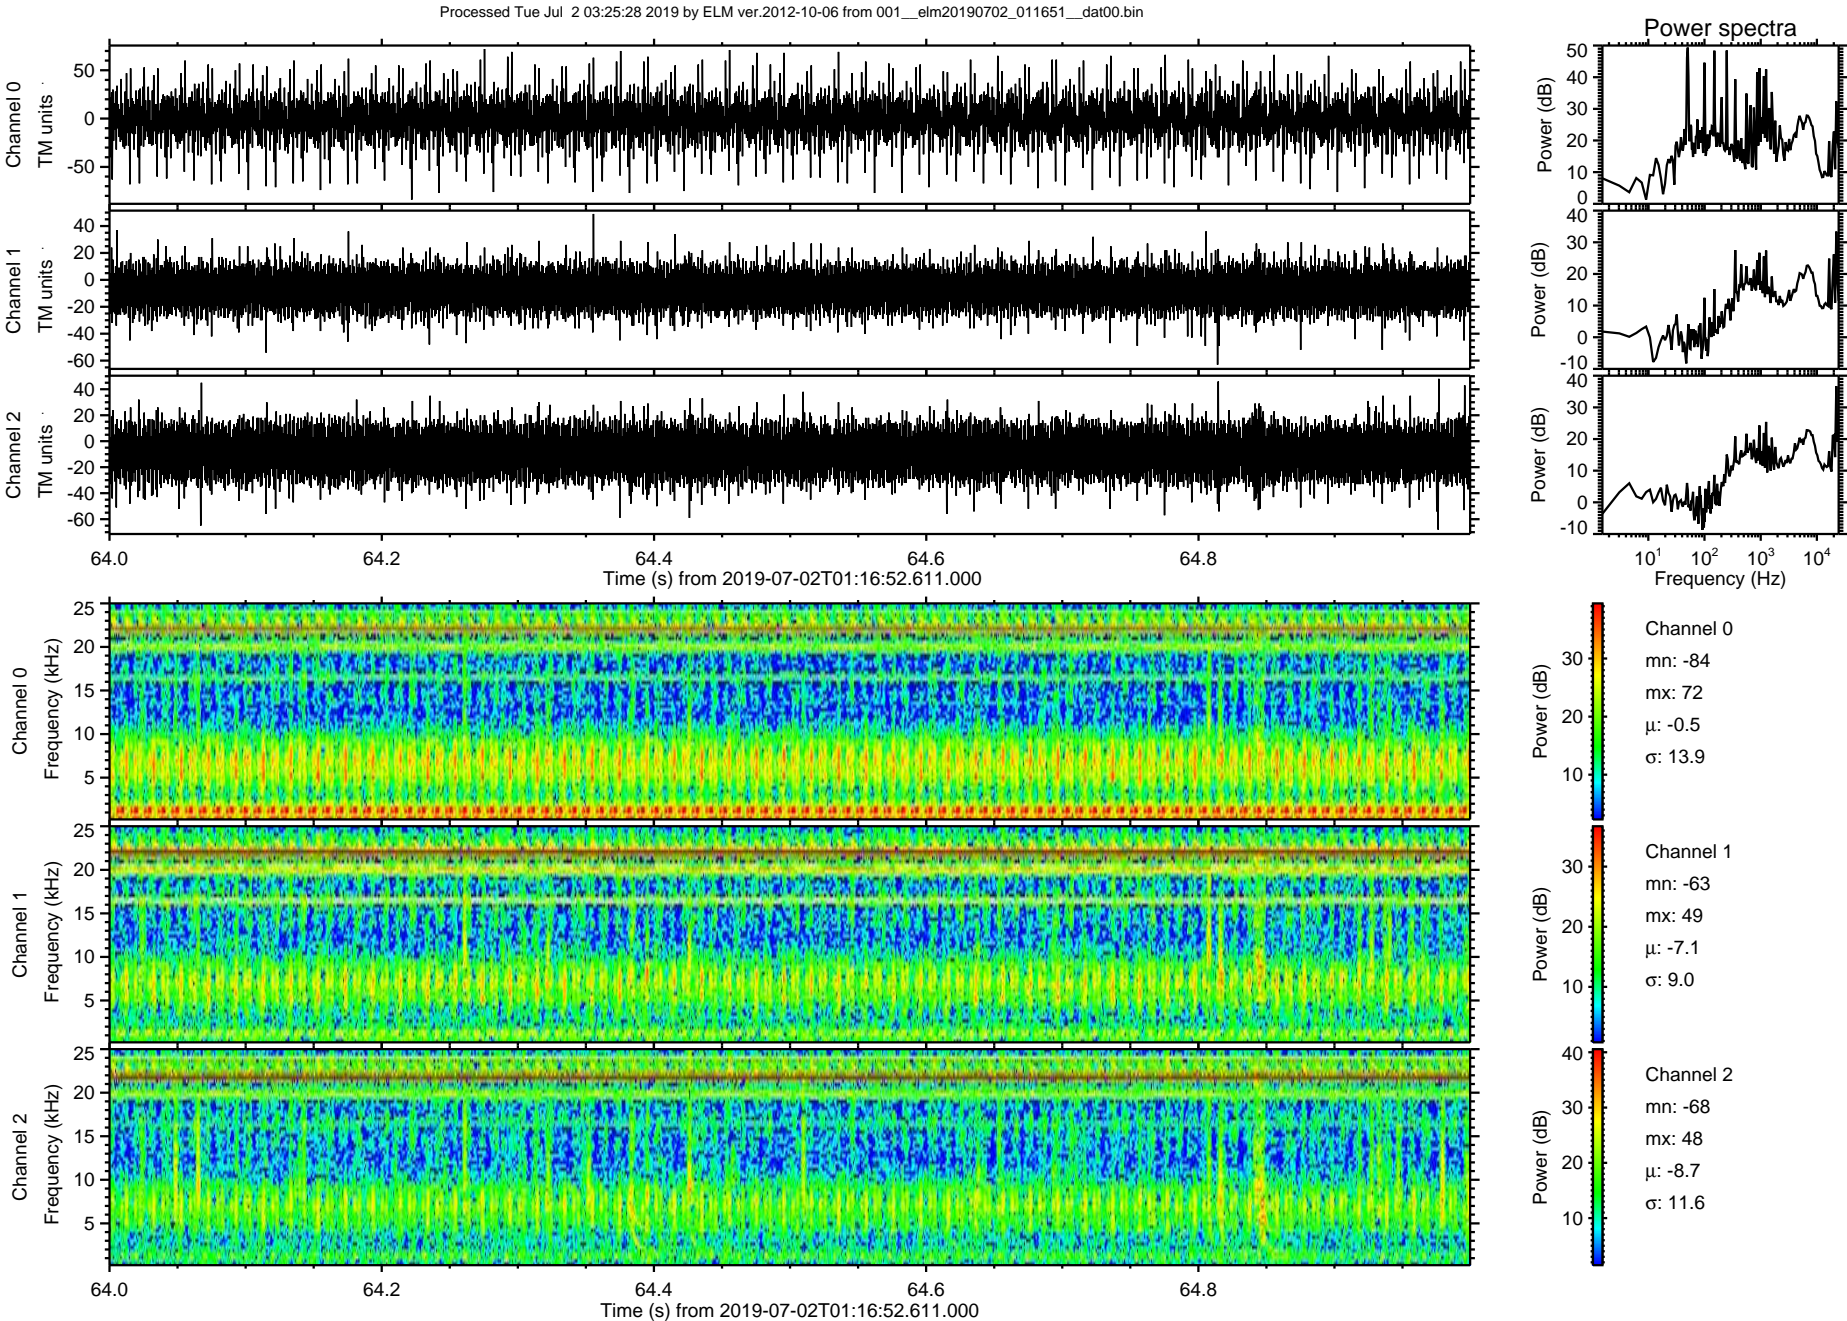 Processed Tue Jul  2 03:25:28 2019 by ELM ver.2012-10-06 from 001__elm20190702_011651__dat00.bin
Power spectra
Channel 0
TM units
50
0
-50
Power (dB)
50
40
30
20
10
0
Channel 1
TM units
40
20
0
-20
-40
-60
Power (dB)
40
30
20
10
0
-10
Channel 2
TM units
40
20
0
-20
-40
-60
Power (dB)
40
30
20
10
0
-10
64.0 64.2 64.4 64.6 64.8
Time (s) from 2019-07-02T01:16:52.611.000
10^1 10^2 10^3 10^4
Frequency (Hz)
Channel 0
Frequency (kHz)
25
20
15
10
5
Power (dB)
30
20
10
Channel 0
mn: -84
mx: 72
μ: -0.5
σ: 13.9
Channel 1
Frequency (kHz)
25
20
15
10
5
Power (dB)
30
20
10
Channel 1
mn: -63
mx: 49
μ: -7.1
σ: 9.0
Channel 2
Frequency (kHz)
25
20
15
10
5
Power (dB)
40
30
20
10
Channel 2
mn: -68
mx: 48
μ: -8.7
σ: 11.6
64.0 64.2 64.4 64.6 64.8
Time (s) from 2019-07-02T01:16:52.611.000